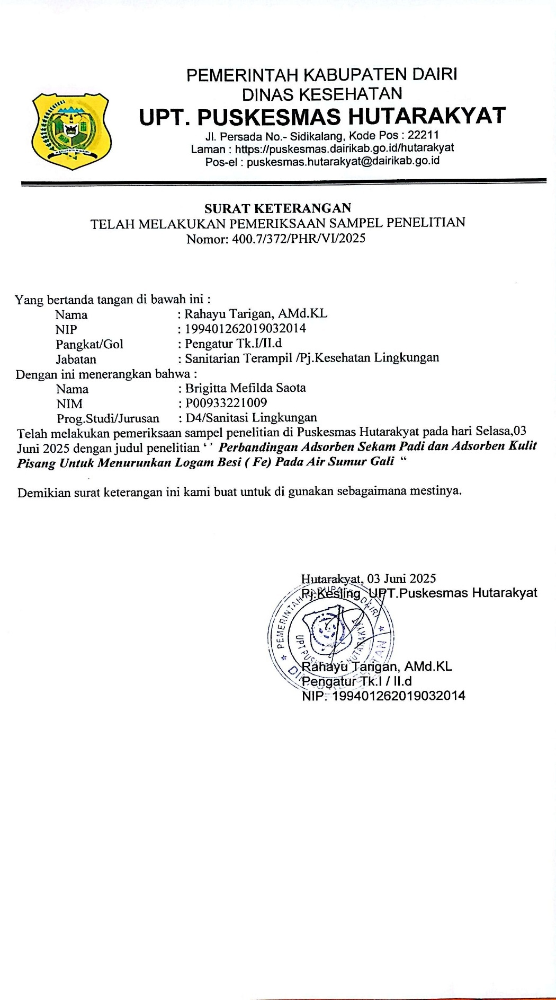 PEMERINTAH KABUPATEN DAIRI
DINAS KESEHATAN
UPT. PUSKESMAS HUTARAKYAT
Jl. Persada No.- Sidikalang, Kode Pos : 22211
Laman : https://puskesmas.dairikab.go.id/hutarakyat
Pos-el : puskesmas.hutarakyat@dairikab.go.id
KABUPATEN DAIRI
SURAT KETERANGAN
TELAH MELAKUKAN PEMERIKSAAN SAMPEL PENELITIAN
Nomor: 400.7/372/PHR/VI/2025
Yang bertanda tangan di bawah ini :
Nama : Rahayu Tarigan, AMd.KL
NIP : 199401262019032014
Pangkat/Gol : Pengatur Tk.I/II.d
Jabatan : Sanitarian Terampil /Pj.Kesehatan Lingkungan
Dengan ini menerangkan bahwa :
Nama : Brigitta Mefilda Saota
NIM : P00933221009
Prog.Studi/Jurusan : D4/Sanitasi Lingkungan
Telah melakukan pemeriksaan sampel penelitian di Puskesmas Hutarakyat pada hari Selasa,03
Juni 2025 dengan judul penelitian ‘ ’ Perbandingan Adsorben Sekam Padi dan Adsorben Kulit
Pisang Untuk Menurunkan Logam Besi ( Fe) Pada Air Sumur Gali “
Demikian surat keterangan ini kami buat untuk di gunakan sebagaimana mestinya.
Hutarakyat, 03 Juni 2025
Pj.Kesling UPT.Puskesmas Hutarakyat
PEMERINTAH KABUPATEN DAIRI
UPT PUSKESMAS HUTARAKYAT
Rahayu Tarigan, AMd.KL
Pengatur Tk.I / II.d
NIP. 199401262019032014